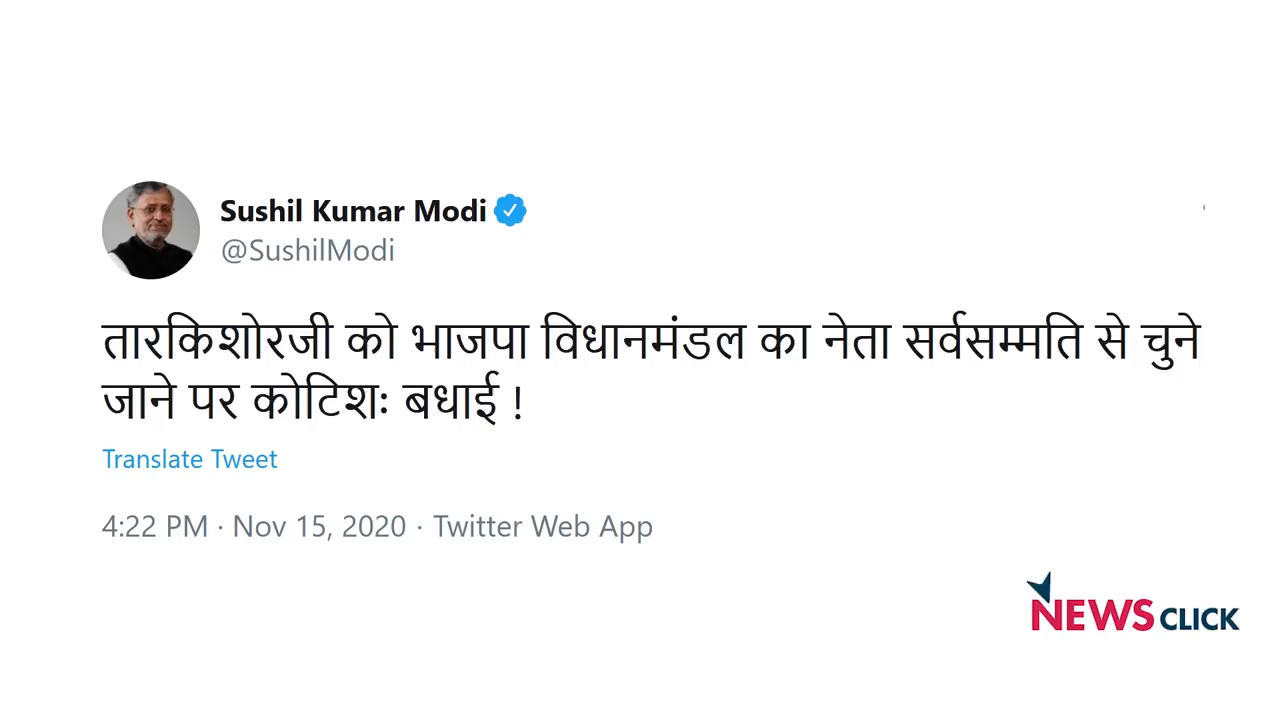 Sushil Kumar Modi
@SushilModi
तारकिशोरजी को भाजपा विधानमंडल का नेता सर्वसम्मति से चुने
जाने पर कोटिशः बधाई !
Translate Tweet
4:22 PM · Nov 15, 2020 · Twitter Web App
NEWS CLICK